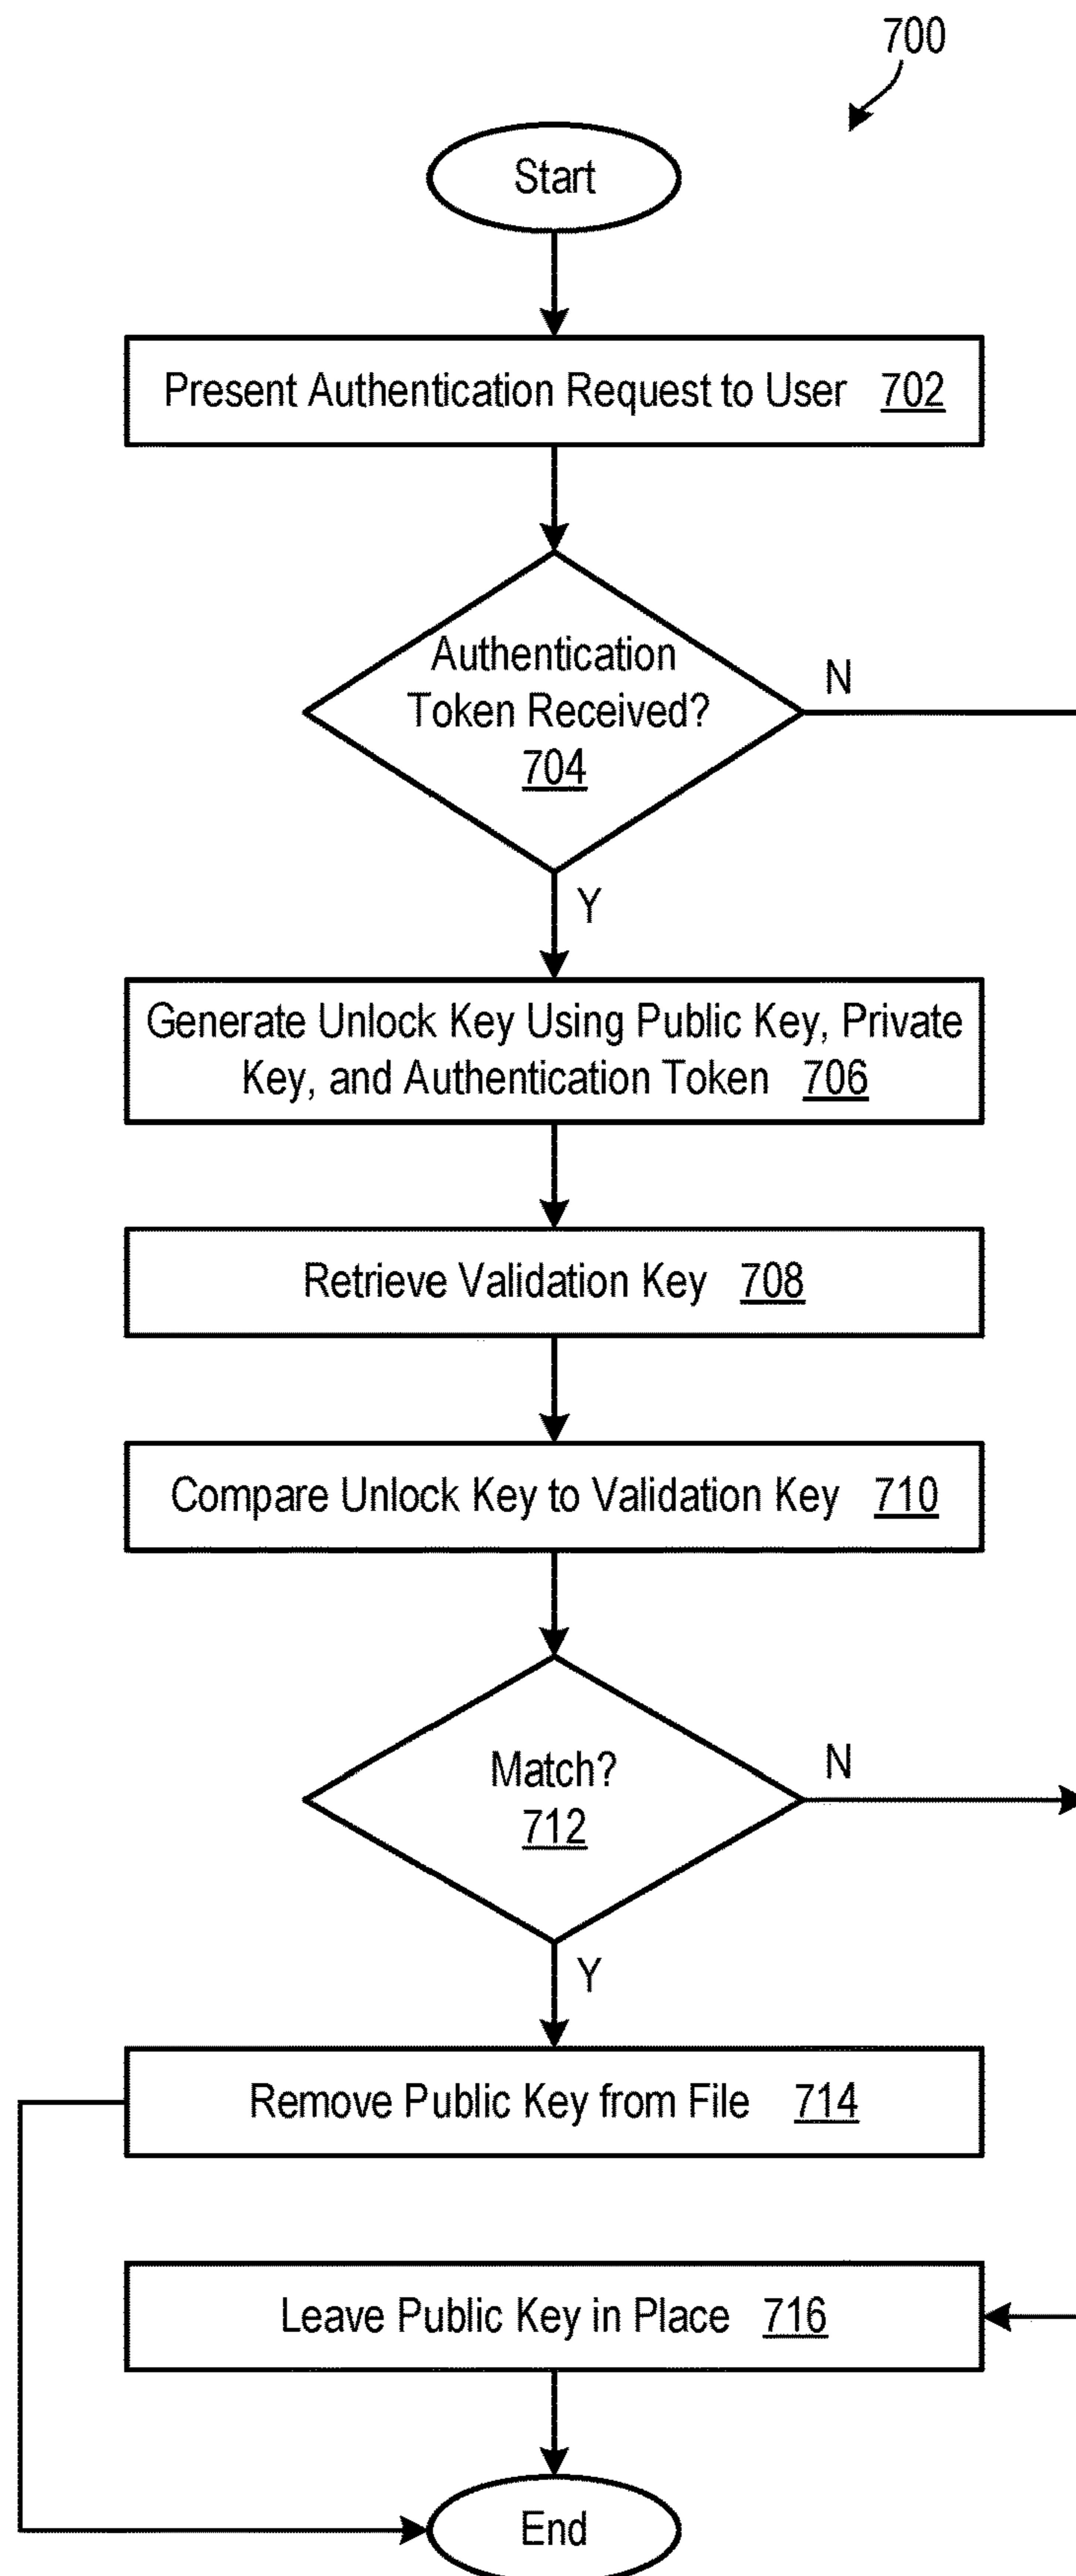 700
Start
Present Authentication Request to User 702
Authentication
Token Received?
704
N
Y
Generate Unlock Key Using Public Key, Private
Key, and Authentication Token 706
Retrieve Validation Key 708
Compare Unlock Key to Validation Key 710
Match?
712
N
Y
Remove Public Key from File 714
Leave Public Key in Place 716
End